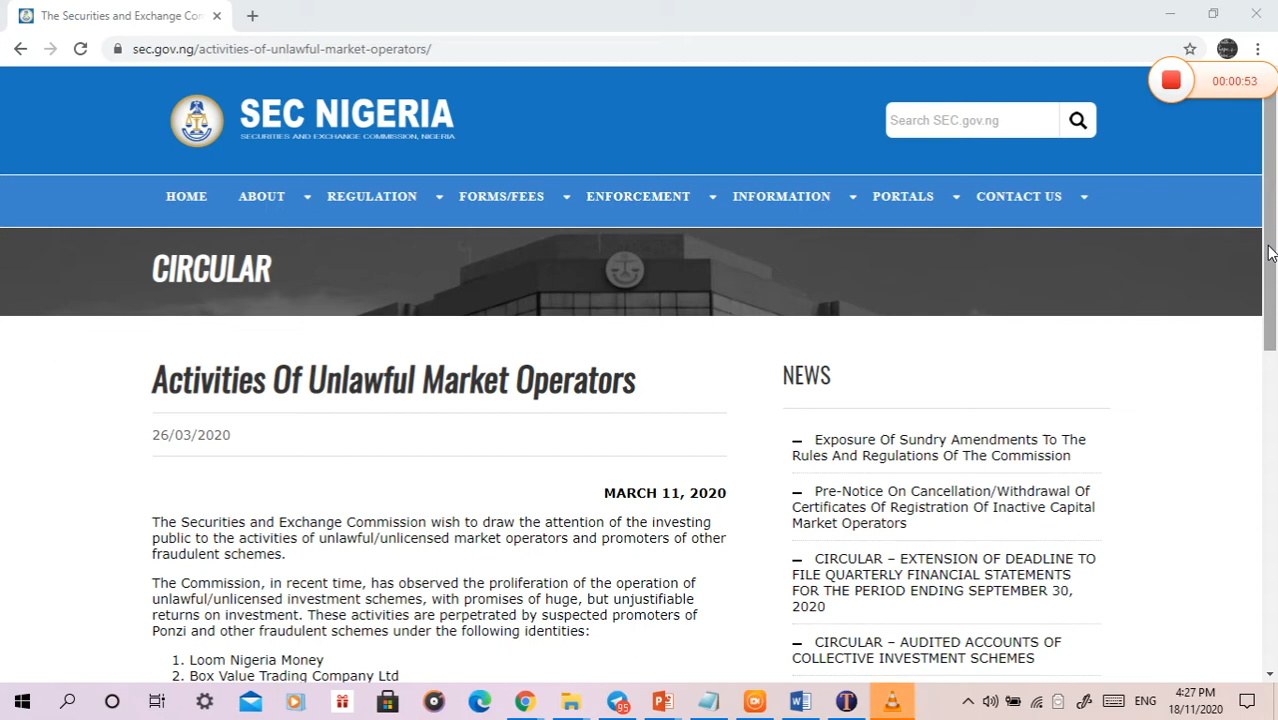 The Securities and Exchange Con
sec.gov.ng/activities-of-unlawful-market-operators/
00:00:53
SEC NIGERIA
SECURITIES AND EXCHANGE COMMISSION, NIGERIA
Search SEC.gov.ng
HOME ABOUT REGULATION FORMS/FEES ENFORCEMENT INFORMATION PORTALS CONTACT US
CIRCULAR
Activities Of Unlawful Market Operators
26/03/2020
MARCH 11, 2020
The Securities and Exchange Commission wish to draw the attention of the investing
public to the activities of unlawful/unlicensed market operators and promoters of other
fraudulent schemes.
The Commission, in recent time, has observed the proliferation of the operation of
unlawful/unlicensed investment schemes, with promises of huge, but unjustifiable
returns on investment. These activities are perpetrated by suspected promoters of
Ponzi and other fraudulent schemes under the following identities:
1. Loom Nigeria Money
2. Box Value Trading Company Ltd
NEWS
– Exposure Of Sundry Amendments To The
Rules And Regulations Of The Commission
– Pre-Notice On Cancellation/Withdrawal Of
Certificates Of Registration Of Inactive Capital
Market Operators
– CIRCULAR – EXTENSION OF DEADLINE TO
FILE QUARTERLY FINANCIAL STATEMENTS
FOR THE PERIOD ENDING SEPTEMBER 30,
2020
– CIRCULAR – AUDITED ACCOUNTS OF
COLLECTIVE INVESTMENT SCHEMES
95
ENG
4:27 PM
18/11/2020